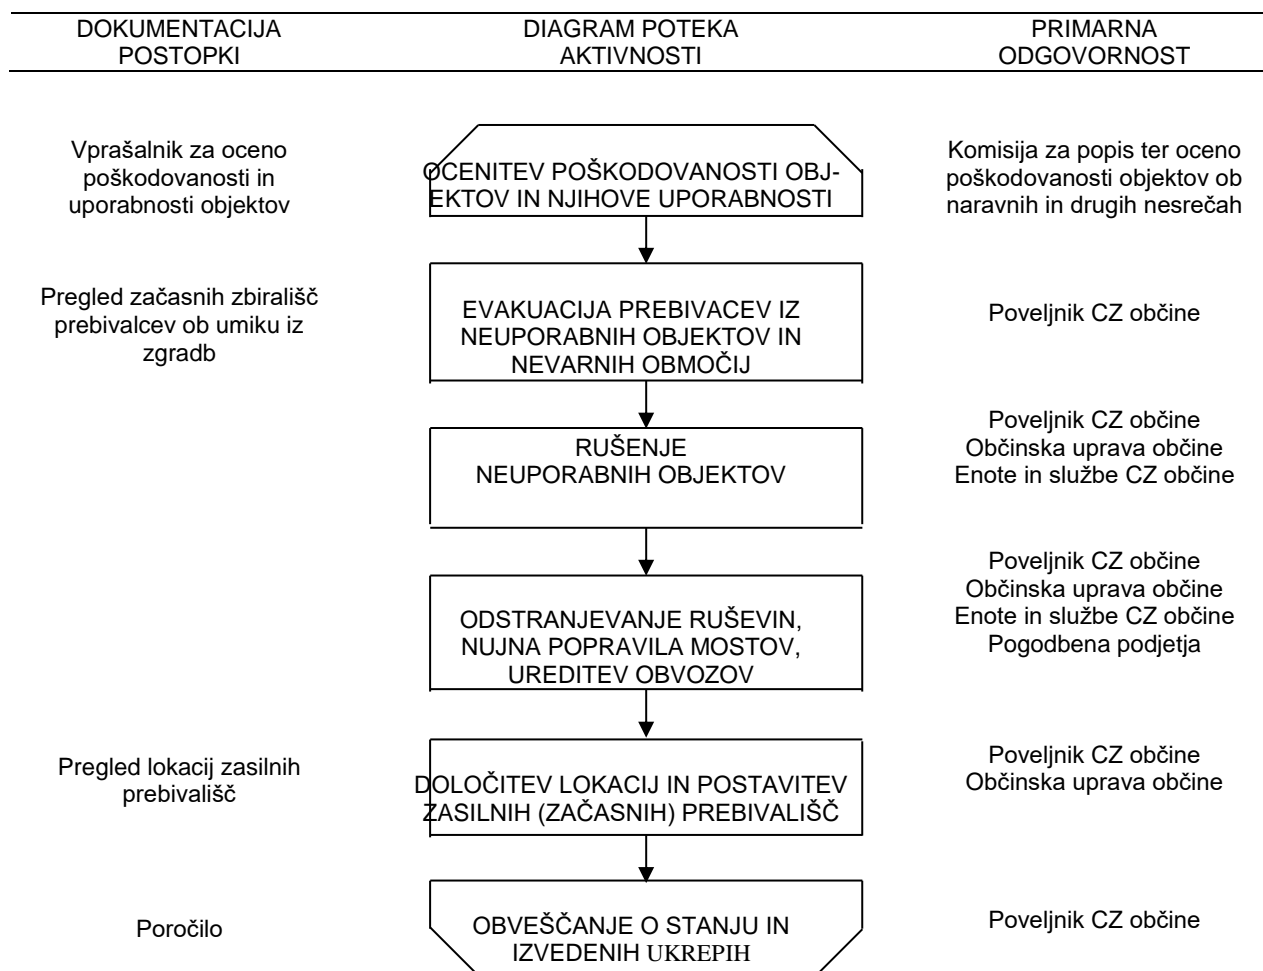 DOKUMENTACIJA
POSTOPKI
DIAGRAM POTEKA
AKTIVNOSTI
PRIMARNA
ODGOVORNOST
Vprašalnik za oceno
poškodovanosti in
uporabnosti objektov
OCENITEV POŠKODOVANOSTI OBJ-
EKTOV IN NJIHOVE UPORABNOSTI
Komisija za popis ter oceno
poškodovanosti objektov ob
naravnih in drugih nesrečah
Pregled začasnih zbirališč
prebivalcev ob umiku iz
zgradb
EVAKUACIJA PREBIVACEV IZ
NEUPORABNIH OBJEKTOV IN
NEVARNIH OBMOČIJ
Poveljnik CZ občine
RUŠENJE
NEUPORABNIH OBJEKTOV
Poveljnik CZ občine
Občinska uprava občine
Enote in službe CZ občine
ODSTRANJEVANJE RUŠEVIN,
NUJNA POPRAVILA MOSTOV,
UREDITEV OBVOZOV
Poveljnik CZ občine
Občinska uprava občine
Enote in službe CZ občine
Pogodbena podjetja
Pregled lokacij zasilnih
prebivališč
DOLOČITEV LOKACIJ IN POSTAVITEV
ZASILNIH (ZAČASNIH) PREBIVALIŠČ
Poveljnik CZ občine
Občinska uprava občine
Poročilo
OBVEŠČANJE O STANJU IN
IZVEDENIH UKREPIH
Poveljnik CZ občine